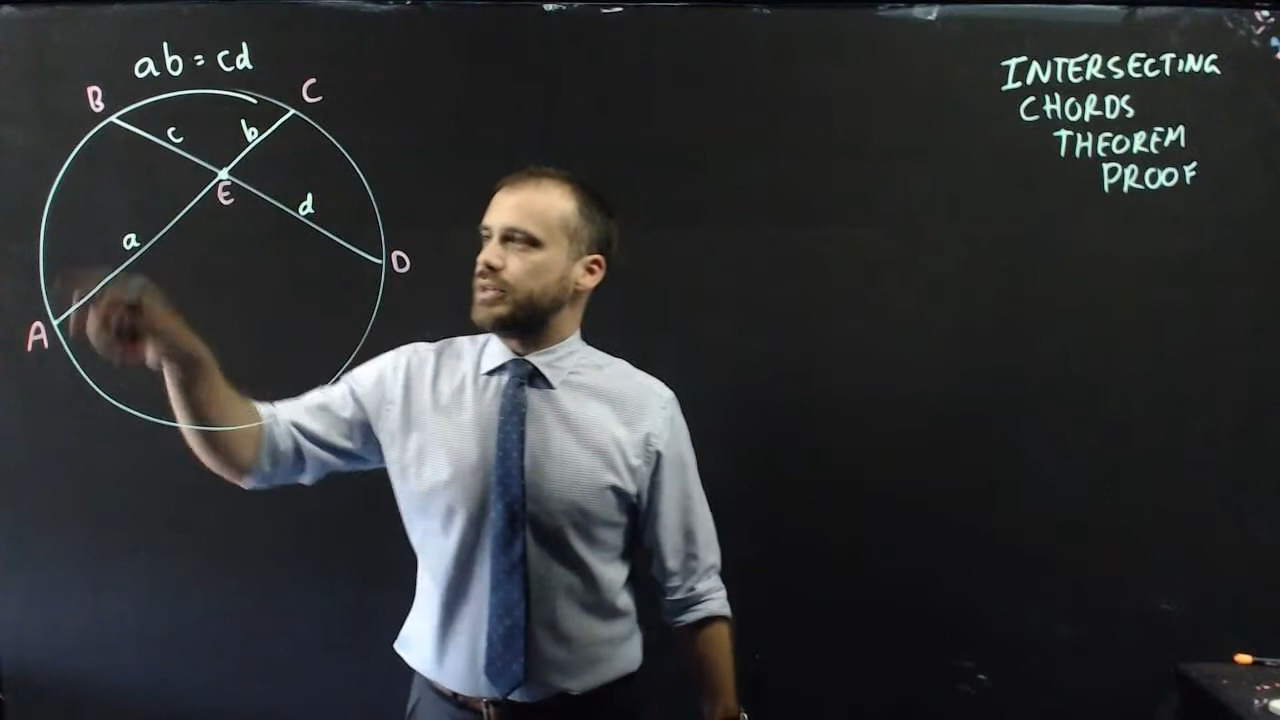 ab = cd
B
C
c
b
E
d
a
D
A
INTERSECTING
CHORDS
THEOREM
PROOF